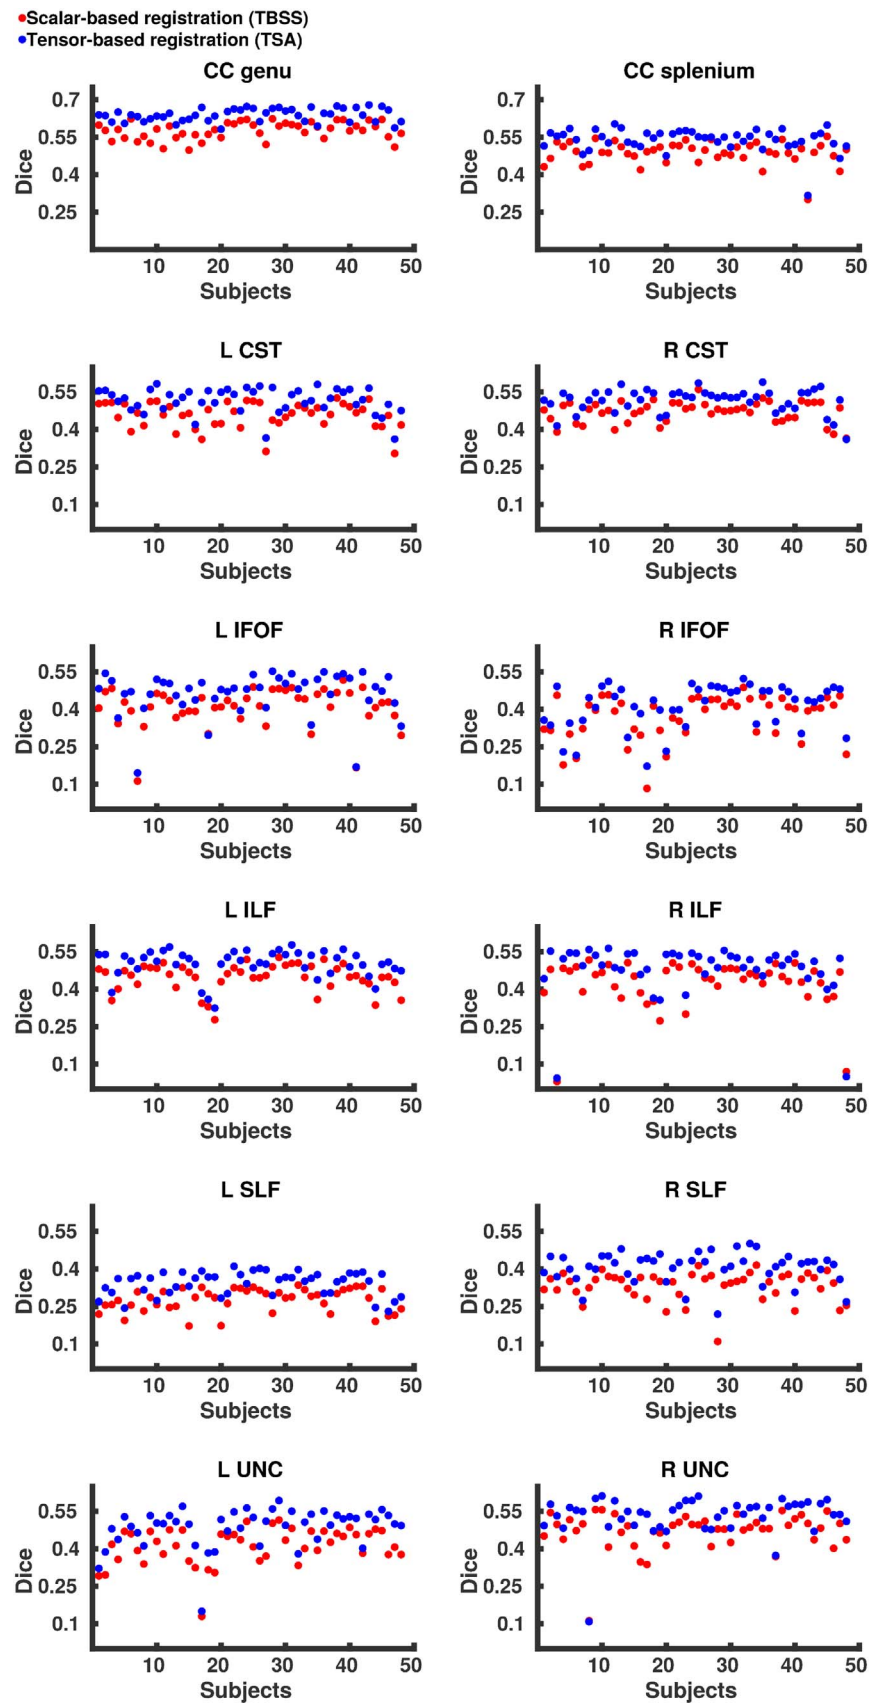 Scalar-based registration (TBSS)
Tensor-based registration (TSA)
CC genu
CC splenium
Dice
0.7
0.55
0.4
0.25
10 20 30 40 50
Subjects
Dice
0.7
0.55
0.4
0.25
10 20 30 40 50
Subjects
L CST
R CST
Dice
0.55
0.4
0.25
0.1
10 20 30 40 50
Subjects
Dice
0.55
0.4
0.25
0.1
10 20 30 40 50
Subjects
L IFOF
R IFOF
Dice
0.55
0.4
0.25
0.1
10 20 30 40 50
Subjects
Dice
0.55
0.4
0.25
0.1
10 20 30 40 50
Subjects
L ILF
R ILF
Dice
0.55
0.4
0.25
0.1
10 20 30 40 50
Subjects
Dice
0.55
0.4
0.25
0.1
10 20 30 40 50
Subjects
L SLF
R SLF
Dice
0.55
0.4
0.25
0.1
10 20 30 40 50
Subjects
Dice
0.55
0.4
0.25
0.1
10 20 30 40 50
Subjects
L UNC
R UNC
Dice
0.55
0.4
0.25
0.1
10 20 30 40 50
Subjects
Dice
0.55
0.4
0.25
0.1
10 20 30 40 50
Subjects